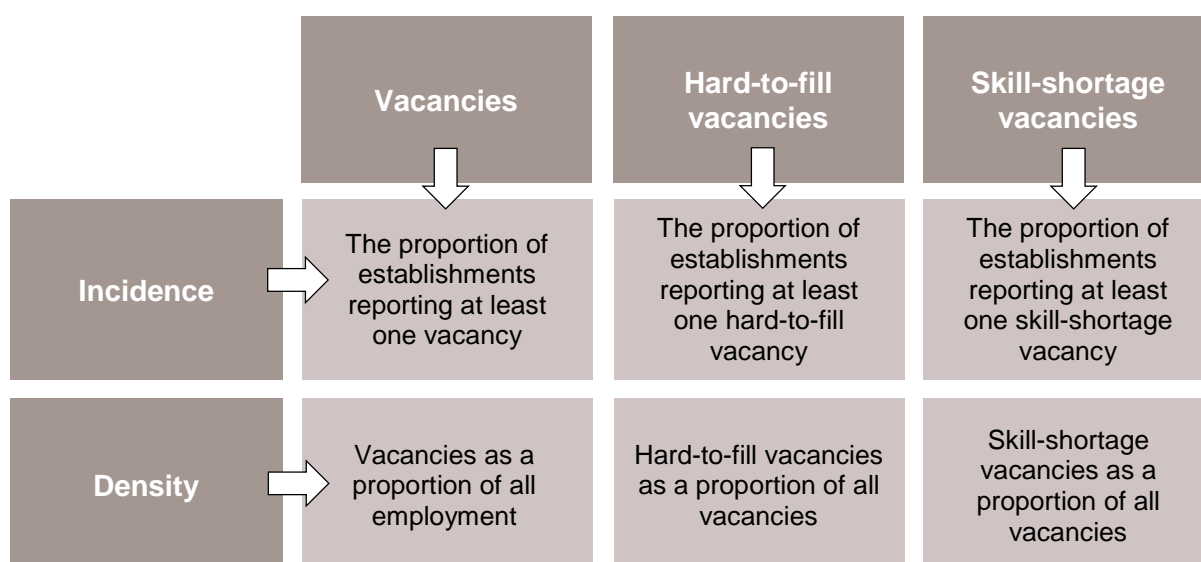 Vacancies
Hard-to-fill
vacancies
Skill-shortage
vacancies
Incidence
The proportion of
establishments
reporting at least
one vacancy
The proportion of
establishments
reporting at least
one hard-to-fill
vacancy
The proportion of
establishments
reporting at least
one skill-shortage
vacancy
Density
Vacancies as a
proportion of all
employment
Hard-to-fill vacancies
as a proportion of all
vacancies
Skill-shortage
vacancies as a
proportion of all
vacancies